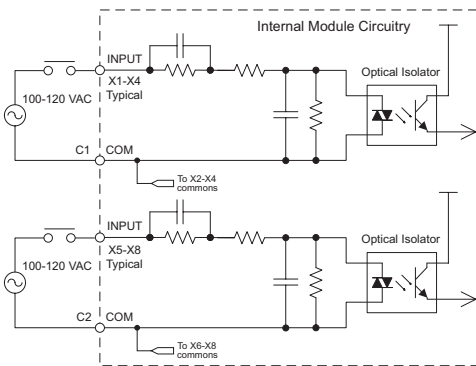 Internal Module Circuitry
INPUT
X1-X4
Typical
Optical Isolator
100-120 VAC
C1
COM
To X2-X4
commons
INPUT
X5-X8
Typical
Optical Isolator
100-120 VAC
C2
COM
To X6-X8
commons